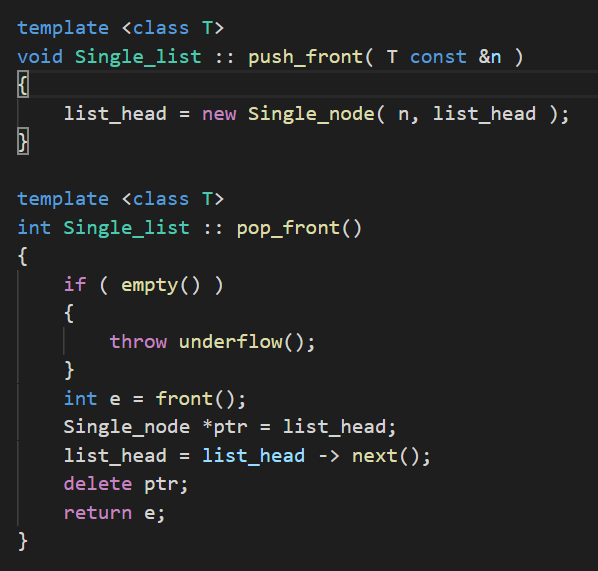 template <class T>
void Single_list :: push_front( T const &n )
{
    list_head = new Single_node( n, list_head );
}
template <class T>
int Single_list :: pop_front()
{
    if ( empty() )
    {
        throw underflow();
    }
    int e = front();
    Single_node *ptr = list_head;
    list_head = list_head -> next();
    delete ptr;
    return e;
}